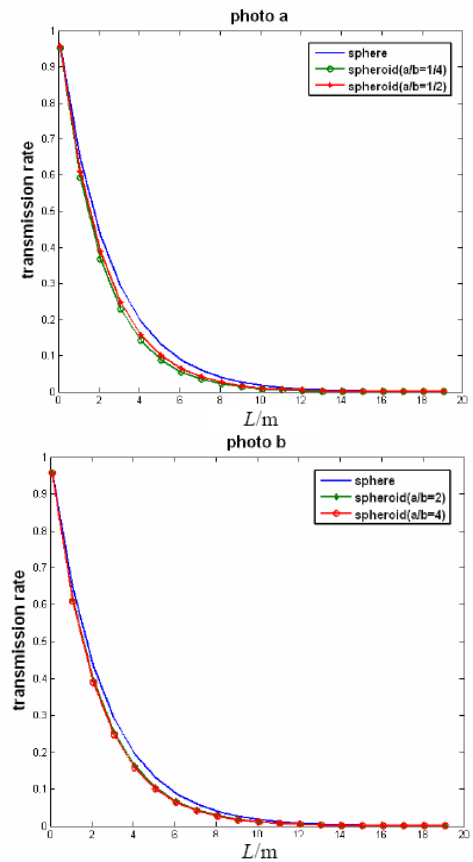 photo a
sphere
spheroid(a/b=1/4)
spheroid(a/b=1/2)
transmission rate
1
0.9
0.8
0.7
0.6
0.5
0.4
0.3
0.2
0.1
0
0 2 4 6 8 10 12 14 16 18 20
L/m
photo b
sphere
spheroid(a/b=2)
spheroid(a/b=4)
transmission rate
1
0.9
0.8
0.7
0.6
0.5
0.4
0.3
0.2
0.1
0
0 2 4 6 8 10 12 14 16 18 20
L/m